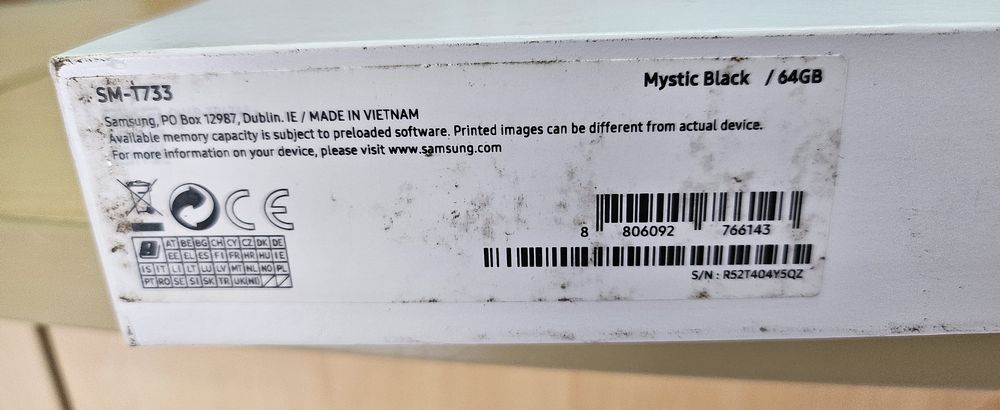 SM-T733
Mystic Black / 64GB
Samsung, PO Box 12987, Dublin. IE / MADE IN VIETNAM
Available memory capacity is subject to preloaded software. Printed images can be different from actual device.
For more information on your device, please visit www.samsung.com
CE
AT BE BG CH CY CZ DK DE
EE EL ES FI FR HR HU IE
IS IT LI LT LU LV MT NL NO PL
PT RO SE SI SK TR UK(NI)
8 806092 766143
S/N : R52T404Y5QZ